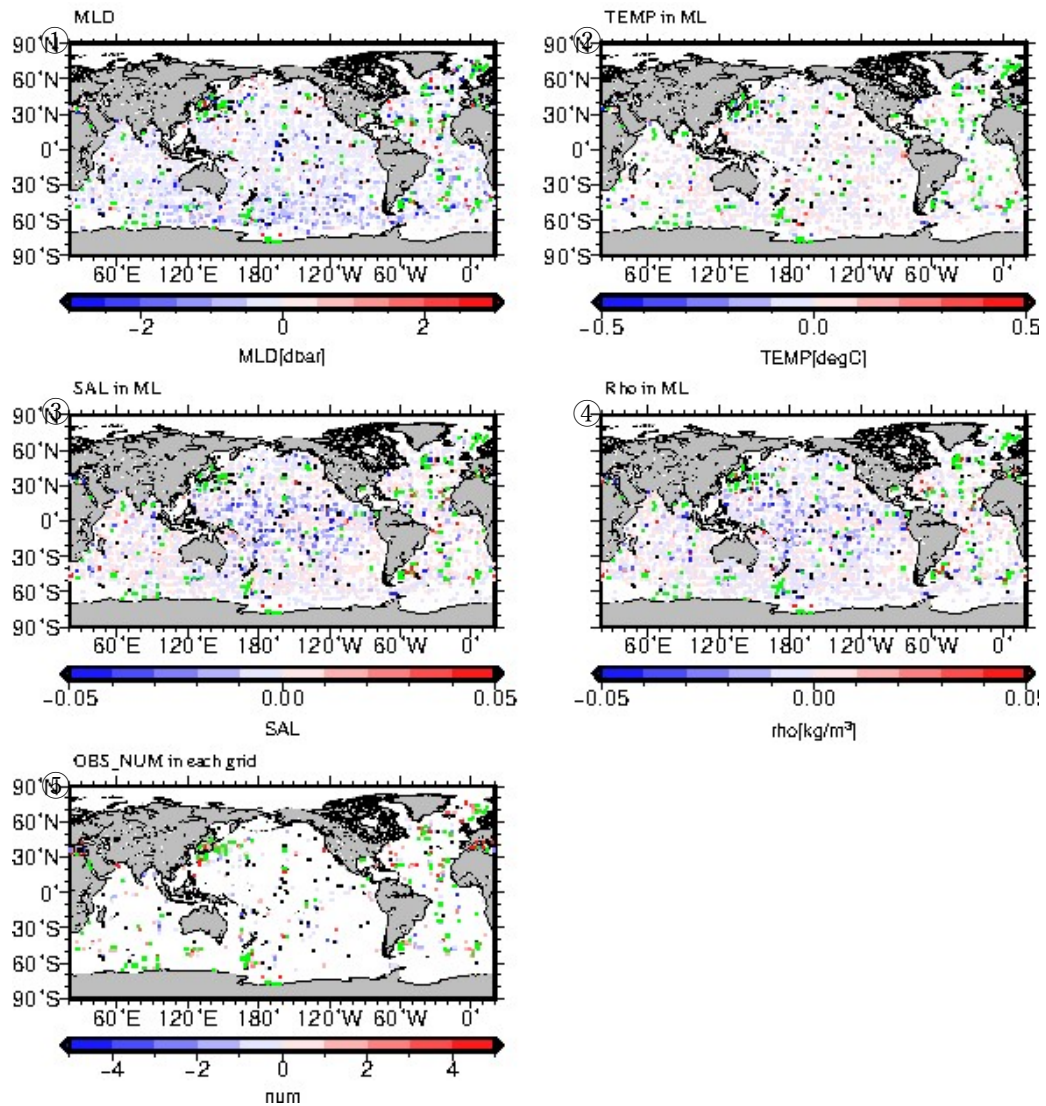 MLD
①
90°N
60°N
30°N
0°
30°S
60°S
90°S
60°E 120°E 180° 120°W 60°W 0°
-2 0 2
MLD[dbar]
TEMP in ML
②
90°N
60°N
30°N
0°
30°S
60°S
90°S
60°E 120°E 180° 120°W 60°W 0°
-0.5 0.0 0.5
TEMP[degC]
SAL in ML
③
90°N
60°N
30°N
0°
30°S
60°S
90°S
60°E 120°E 180° 120°W 60°W 0°
-0.05 0.00 0.05
SAL
Rho in ML
④
90°N
60°N
30°N
0°
30°S
60°S
90°S
60°E 120°E 180° 120°W 60°W 0°
-0.05 0.00 0.05
rho[kg/m³]
OBS_NUM in each grid
⑤
90°N
60°N
30°N
0°
30°S
60°S
90°S
60°E 120°E 180° 120°W 60°W 0°
-4 -2 0 2 4
num